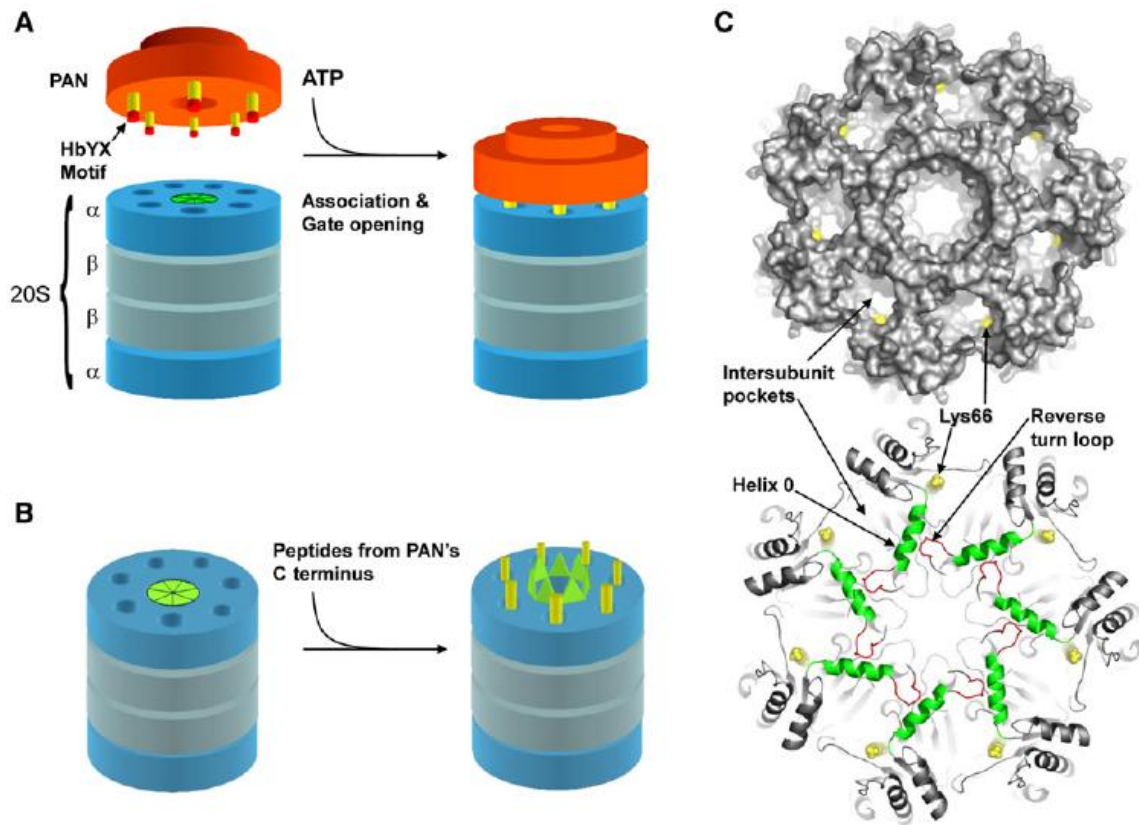 A
PAN
ATP
HbYX
Motif
Association &
Gate opening
20S
α
β
β
α
B
Peptides from PAN's
C terminus
C
Intersubunit
pockets
Lys66
Reverse
turn loop
Helix 0